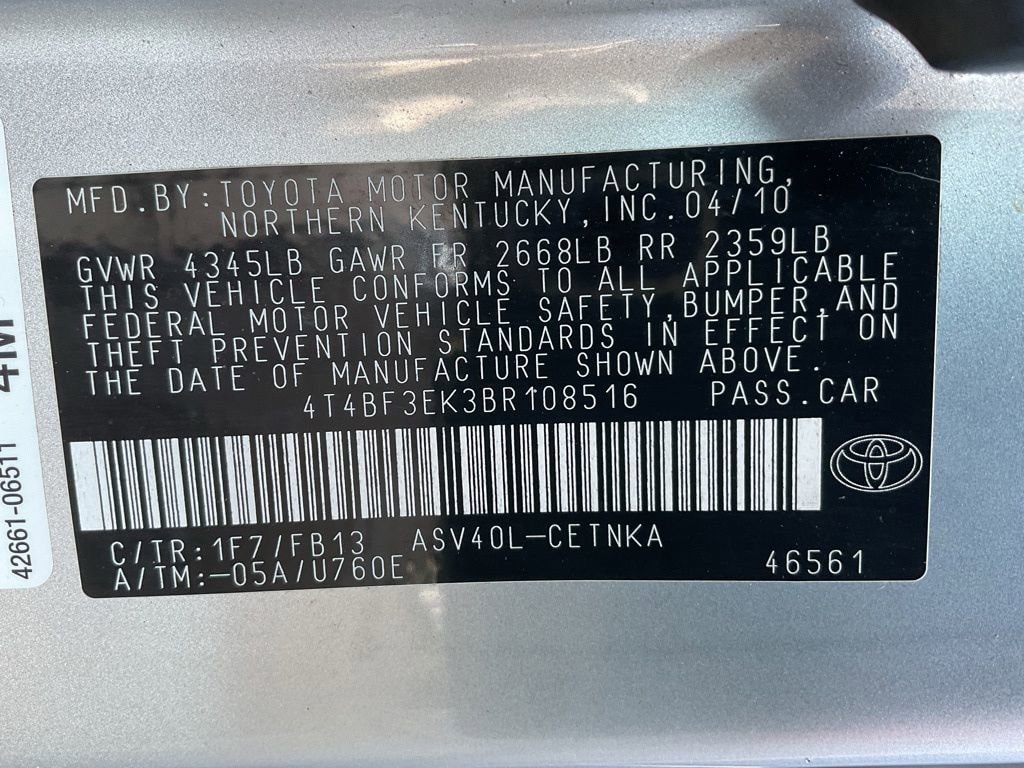 MFD.BY:TOYOTA MOTOR MANUFACTURING,
NORTHERN KENTUCKY,INC.04/10
GVWR 4345LB GAWR FR 2668LB RR 2359LB
THIS VEHICLE CONFORMS TO ALL APPLICABLE
FEDERAL MOTOR VEHICLE SAFETY,BUMPER,AND
THEFT PREVENTION STANDARDS IN EFFECT ON
THE DATE OF MANUFACTURE SHOWN ABOVE.
4T4BF3EK3BR108516 PASS.CAR
C/TR:1F7/FB13 ASV40L-CETNKA
A/TM:-05A/U760E 46561
42661-06511